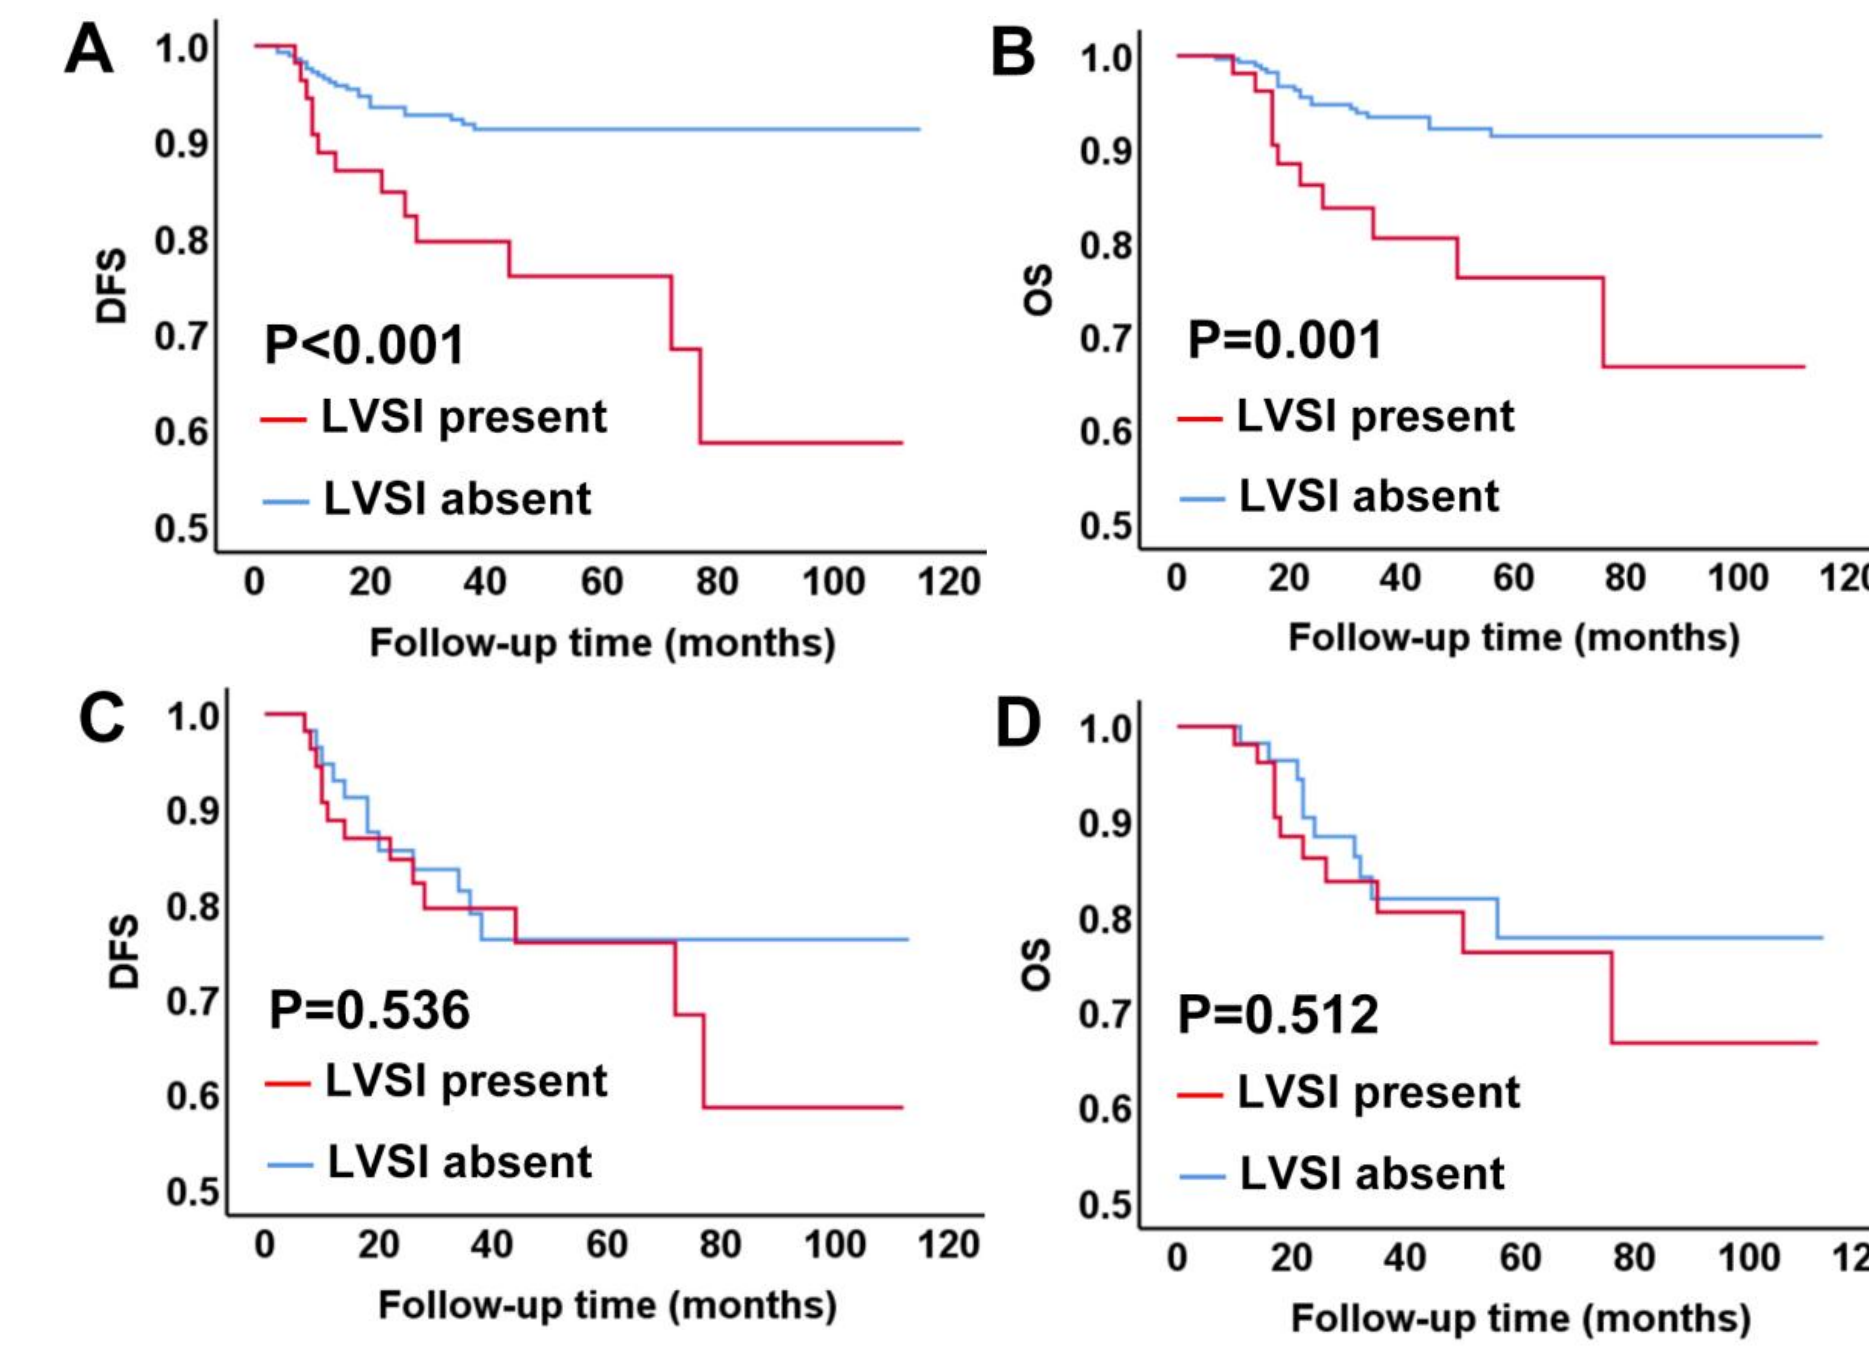 A
1.0
0.9
0.8
0.7
0.6
0.5
DFS
P<0.001
LVSI present
LVSI absent
0 20 40 60 80 100 120
Follow-up time (months)
B
1.0
0.9
0.8
0.7
0.6
0.5
OS
P=0.001
LVSI present
LVSI absent
0 20 40 60 80 100 120
Follow-up time (months)
C
1.0
0.9
0.8
0.7
0.6
0.5
DFS
P=0.536
LVSI present
LVSI absent
0 20 40 60 80 100 120
Follow-up time (months)
D
1.0
0.9
0.8
0.7
0.6
0.5
OS
P=0.512
LVSI present
LVSI absent
0 20 40 60 80 100 12
Follow-up time (months)